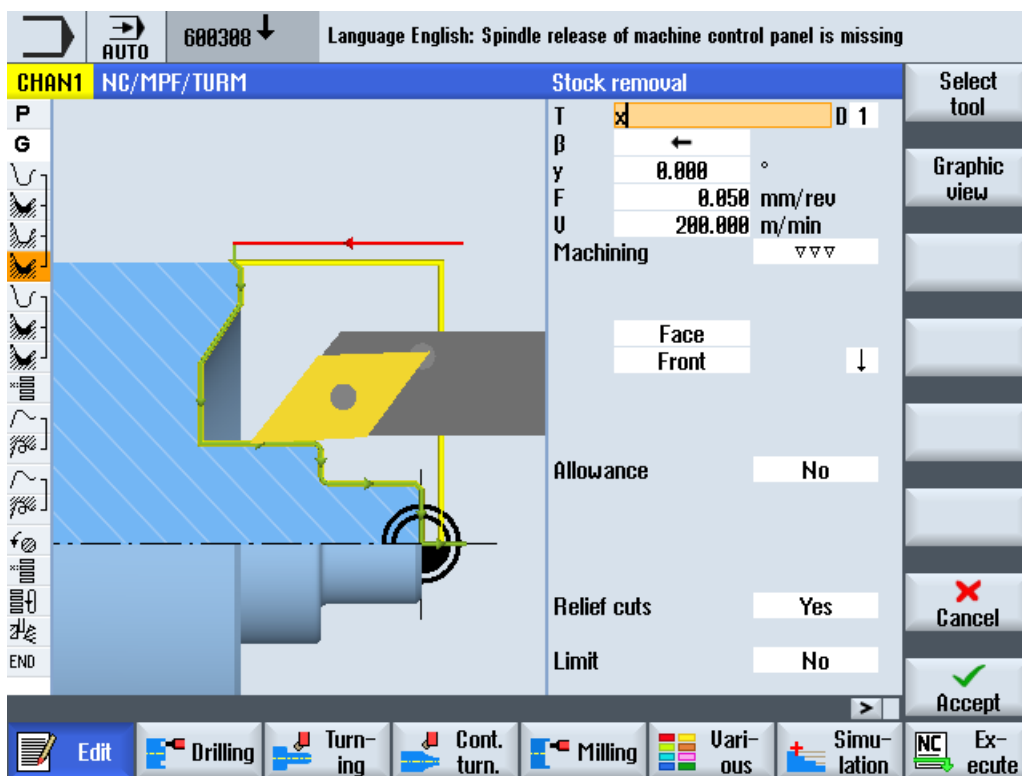 AUTO
600308
Language English: Spindle release of machine control panel is missing
CHAN1 NC/MPF/TURM
Stock removal
Select tool
P
G
END
T x D 1
β
γ 0.000 °
F 0.050 mm/rev
V 200.000 m/min
Machining ▽▽▽
Face
Front
Allowance No
Relief cuts Yes
Limit No
Graphic view
Cancel
Accept
>
Edit
Drilling
Turn-
ing
Cont.
turn.
Milling
Vari-
ous
Simu-
lation
NC
Ex-
ecute